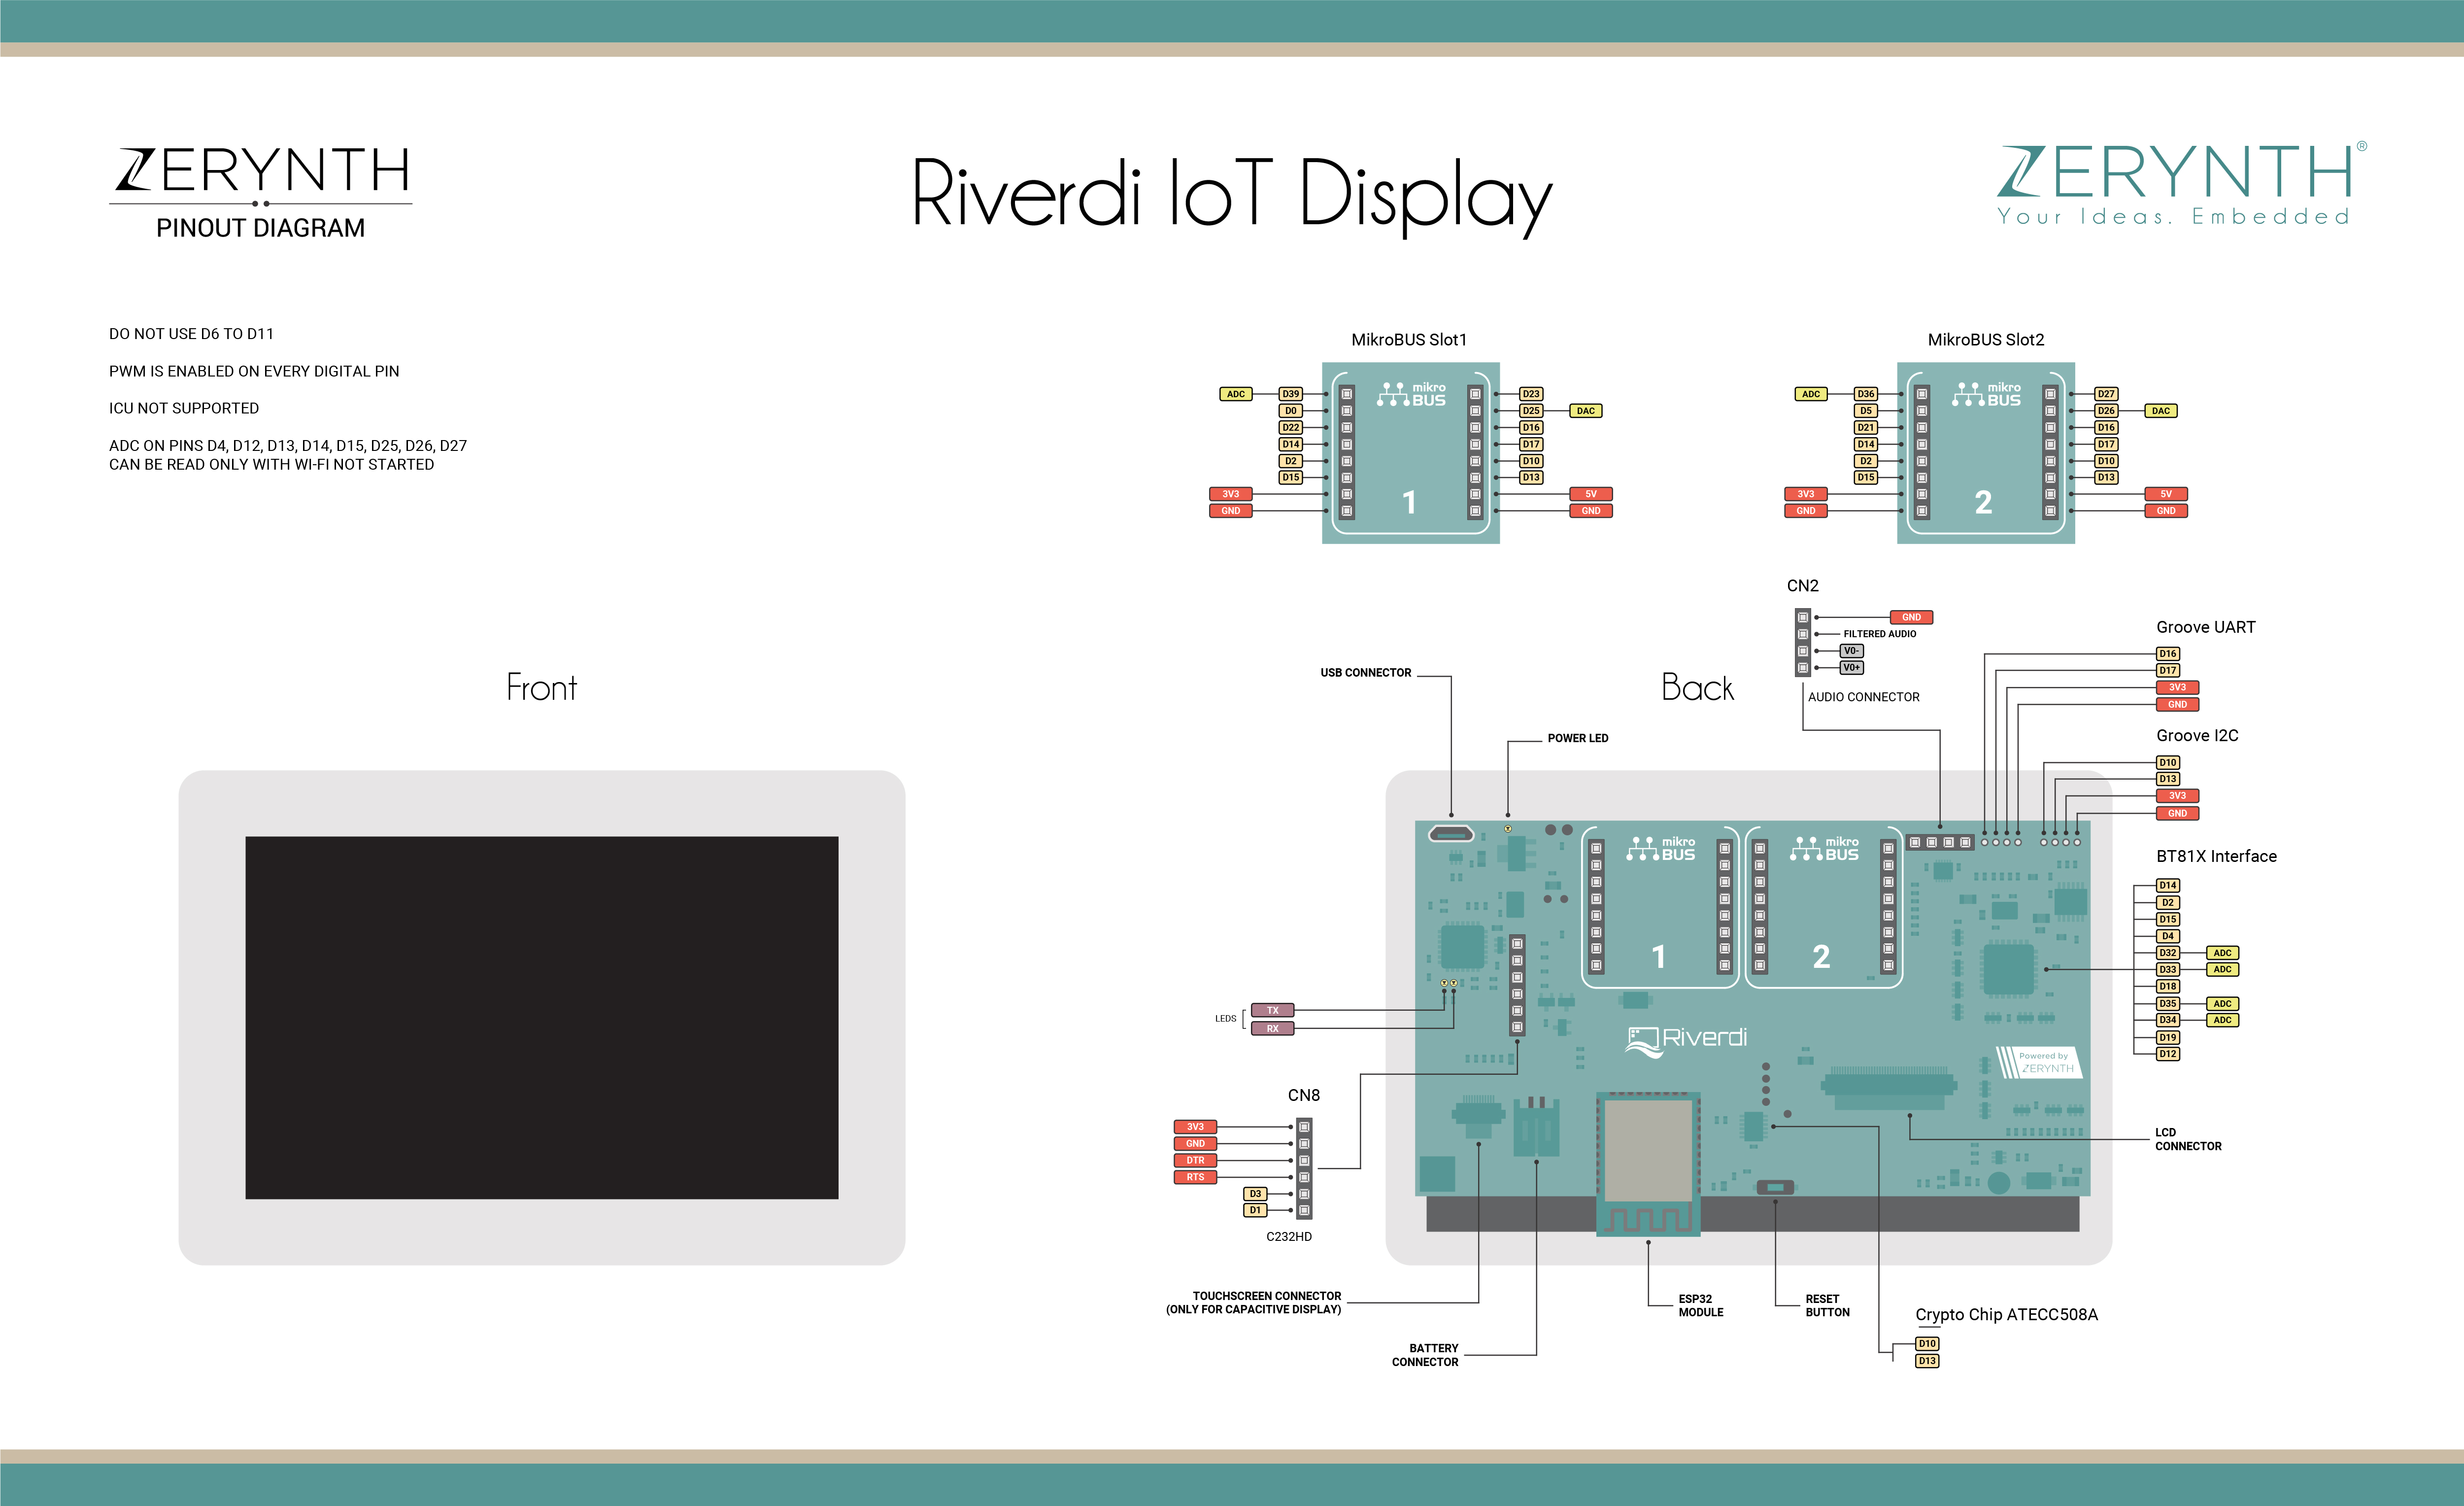 ZERYNTH
PINOUT DIAGRAM
Riverdi IoT Display
ZERYNTH®
Your Ideas. Embedded
DO NOT USE D6 TO D11
PWM IS ENABLED ON EVERY DIGITAL PIN
ICU NOT SUPPORTED
ADC ON PINS D4, D12, D13, D14, D15, D25, D26, D27
CAN BE READ ONLY WITH WI-FI NOT STARTED
MikroBUS Slot1
ADC D39
D0
D22
D14
D2
D15
3V3
GND
mikro
BUS
1
D23
D25 DAC
D16
D17
D10
D13
5V
GND
MikroBUS Slot2
ADC D36
D5
D21
D14
D2
D15
3V3
GND
mikro
BUS
2
D27
D26 DAC
D16
D17
D10
D13
5V
GND
Front
Back
CN2
GND
FILTERED AUDIO
V0-
V0+
AUDIO CONNECTOR
USB CONNECTOR
POWER LED
Groove UART
D16
D17
3V3
GND
Groove I2C
D10
D13
3V3
GND
BT81X Interface
D14
D2
D15
D4
D32 ADC
D33 ADC
D18
D35 ADC
D34 ADC
D19
D12
mikro
BUS
1
mikro
BUS
2
Riverdi
Powered by
ZERYNTH
LEDS
TX
RX
CN8
3V3
GND
DTR
RTS
D3
D1
C232HD
LCD
CONNECTOR
TOUCHSCREEN CONNECTOR
(ONLY FOR CAPACITIVE DISPLAY)
BATTERY
CONNECTOR
ESP32
MODULE
RESET
BUTTON
Crypto Chip ATECC508A
D10
D13